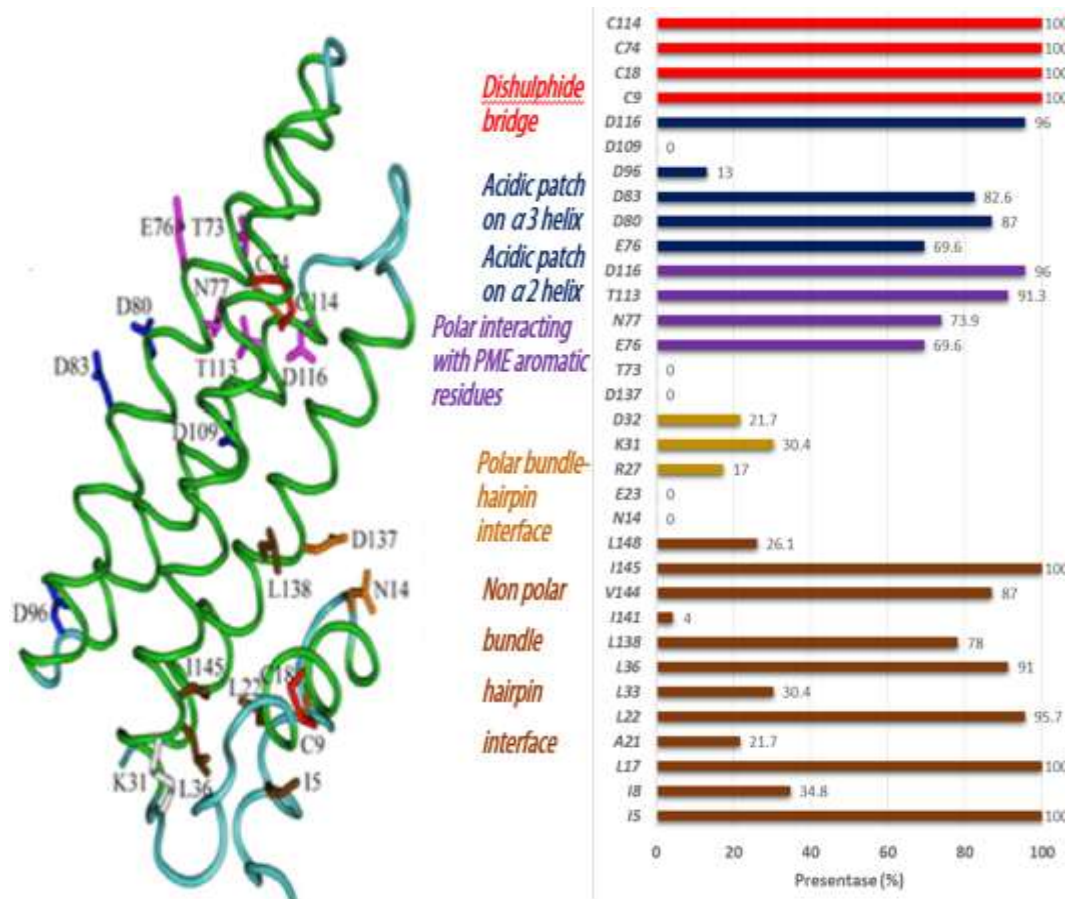 E76
T73
C74
N77
C114
D80
T113
D116
D83
D109
D137
L138
N14
D96
I145
L22
C18
C9
K31
L36
I5
Dishulphide
bridge
Acidic patch
on α3 helix
Acidic patch
on α2 helix
Polar interacting
with PME aromatic
residues
Polar bundle-
hairpin
interface
Non polar
bundle
hairpin
interface
C114 100
C74 100
C18 100
C9 100
D116 96
D109 0
D96 13
D83 82.6
D80 87
E76 69.6
D116 96
T113 91.3
N77 73.9
E76 69.6
T73 0
D137 0
D32 21.7
K31 30.4
R27 17
E23 0
N14 0
L148 26.1
I145 100
V144 87
I141 4
L138 78
L36 91
L33 30.4
L22 95.7
A21 21.7
L17 100
I8 34.8
I5 100
0 20 40 60 80 100
Presentase (%)